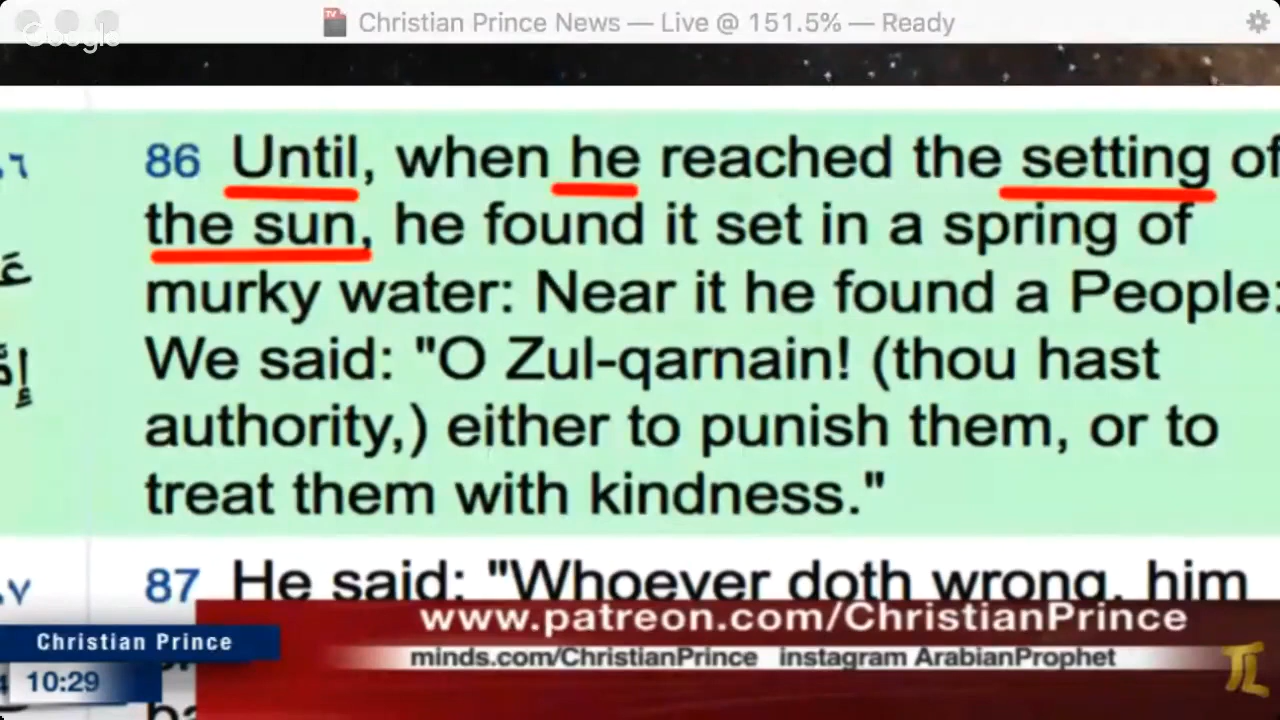 Christian Prince News — Live @ 151.5% — Ready
Google
86 Until, when he reached the setting of
the sun, he found it set in a spring of
murky water: Near it he found a People:
We said: "O Zul-qarnain! (thou hast
authority,) either to punish them, or to
treat them with kindness."
87 He said: "Whoever doth wrong, him
www.patreon.com/ChristianPrince
Christian Prince
minds.com/ChristianPrince instagram ArabianProphet
10:29